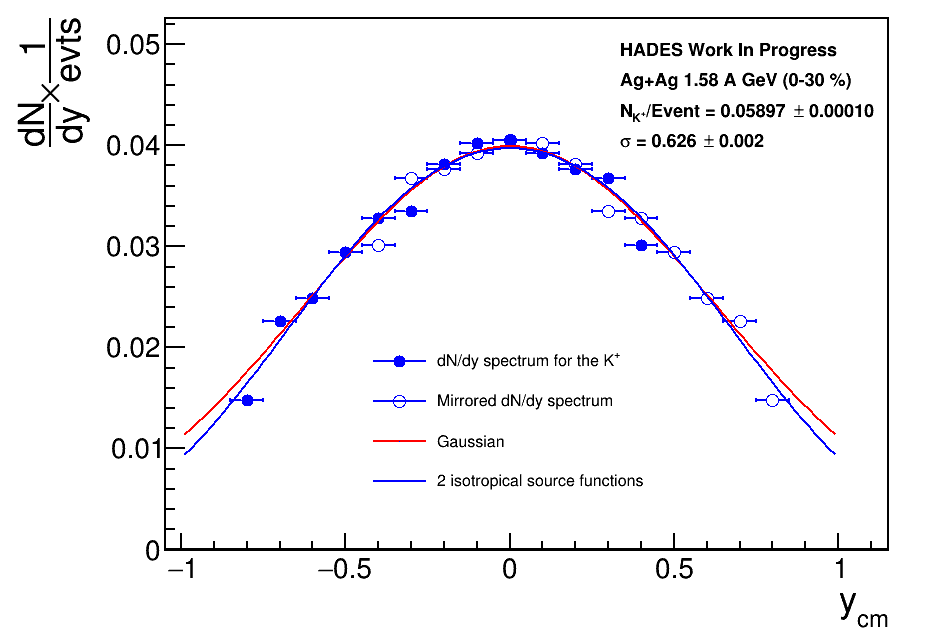 dN/dy × 1/evts
0.05
0.04
0.03
0.02
0.01
0
HADES Work In Progress
Ag+Ag 1.58 A GeV (0-30 %)
N_K⁺/Event = 0.05897 ± 0.00010
σ = 0.626 ± 0.002
dN/dy spectrum for the K⁺
Mirrored dN/dy spectrum
Gaussian
2 isotropical source functions
−1 −0.5 0 0.5 1
y_cm